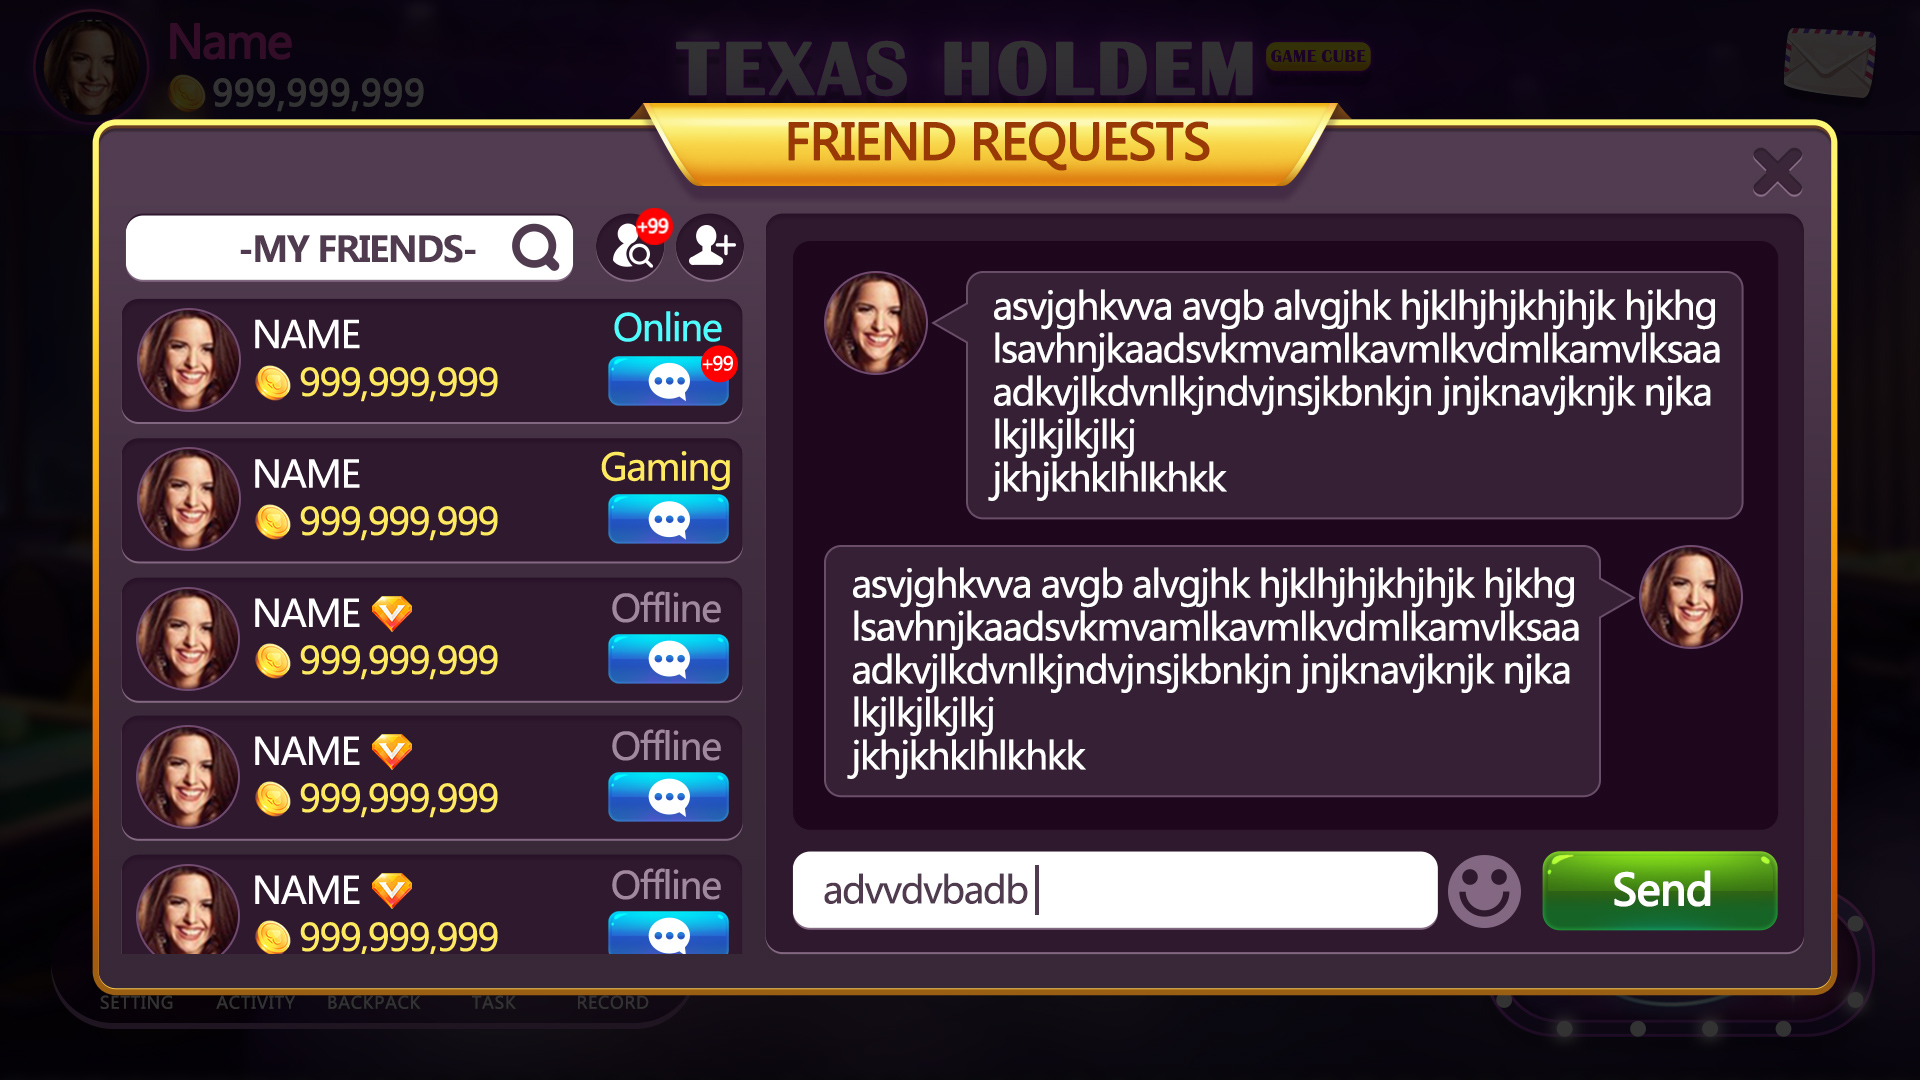 Name
999,999,999
TEXAS HOLDEM
GAME CUBE
FRIEND REQUESTS
-MY FRIENDS-
+99
NAME
999,999,999
Online
+99
NAME
999,999,999
Gaming
NAME
999,999,999
Offline
NAME
999,999,999
Offline
NAME
999,999,999
Offline
asvjghkvva avgb alvgjhk hjklhjhjkhjhjk hjkhg
lsavhnjkaadsvkmvamlkavmlkvdmlkamvlksaa
adkvjlkdvnlkjndvjnsjkbnkjn jnjknavjknjk njka
lkjlkjlkjlkj
jkhjkhklhlkhkk
asvjghkvva avgb alvgjhk hjklhjhjkhjhjk hjkhg
lsavhnjkaadsvkmvamlkavmlkvdmlkamvlksaa
adkvjlkdvnlkjndvjnsjkbnkjn jnjknavjknjk njka
lkjlkjlkjlkj
jkhjkhklhlkhkk
advvdvbadb
Send
SETTING ACTIVITY BACKPACK TASK RECORD